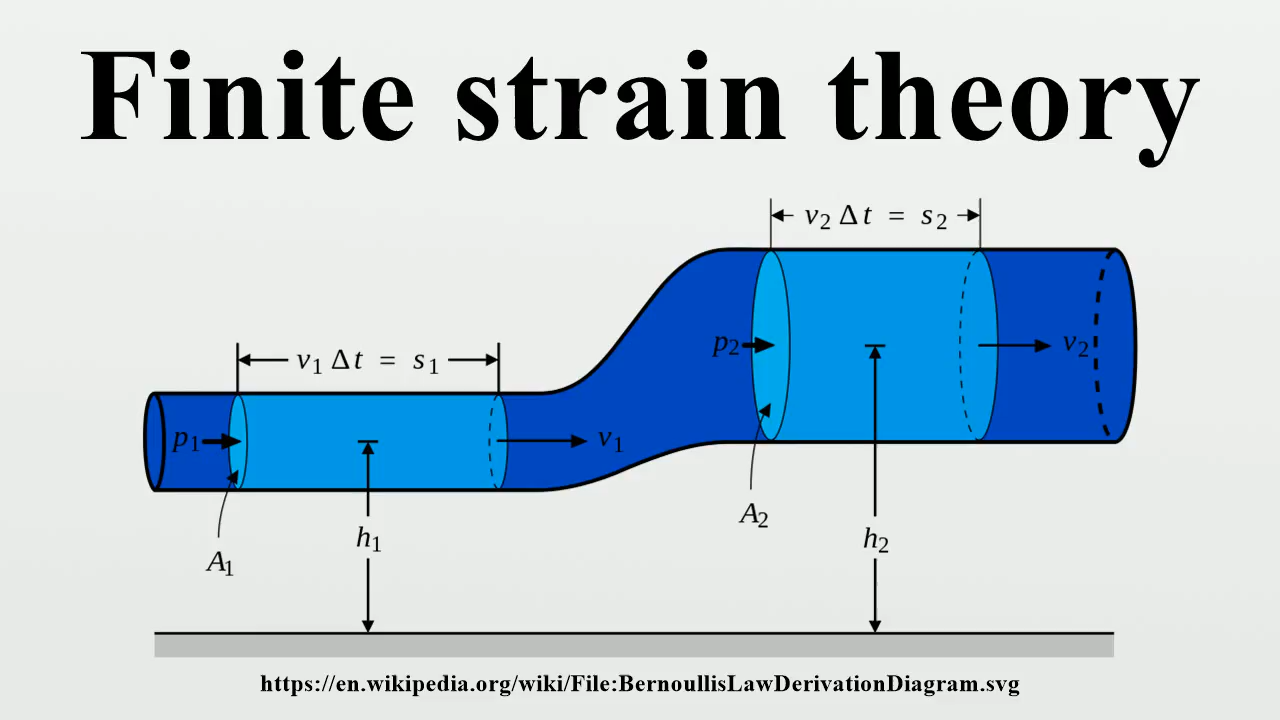 Finite strain theory
v2 Δt = s2
v1 Δt = s1
p2
v2
p1
v1
A2
h1
h2
A1
https://en.wikipedia.org/wiki/File:BernoullisLawDerivationDiagram.svg